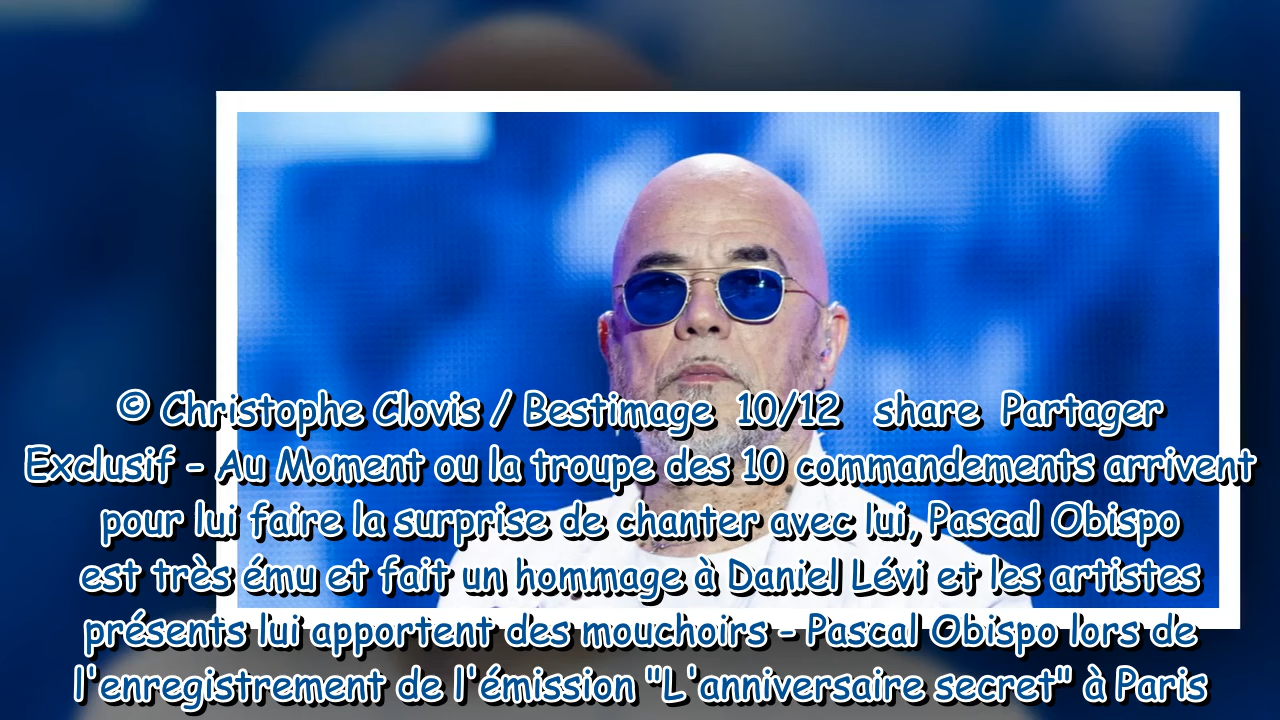 © Christophe Clovis / Bestimage 10/12 share Partager
Exclusif - Au Moment ou la troupe des 10 commandements arrivent
pour lui faire la surprise de chanter avec lui, Pascal Obispo
est très ému et fait un hommage à Daniel Lévi et les artistes
présents lui apportent des mouchoirs - Pascal Obispo lors de
l'enregistrement de l'émission "L'anniversaire secret" à Paris